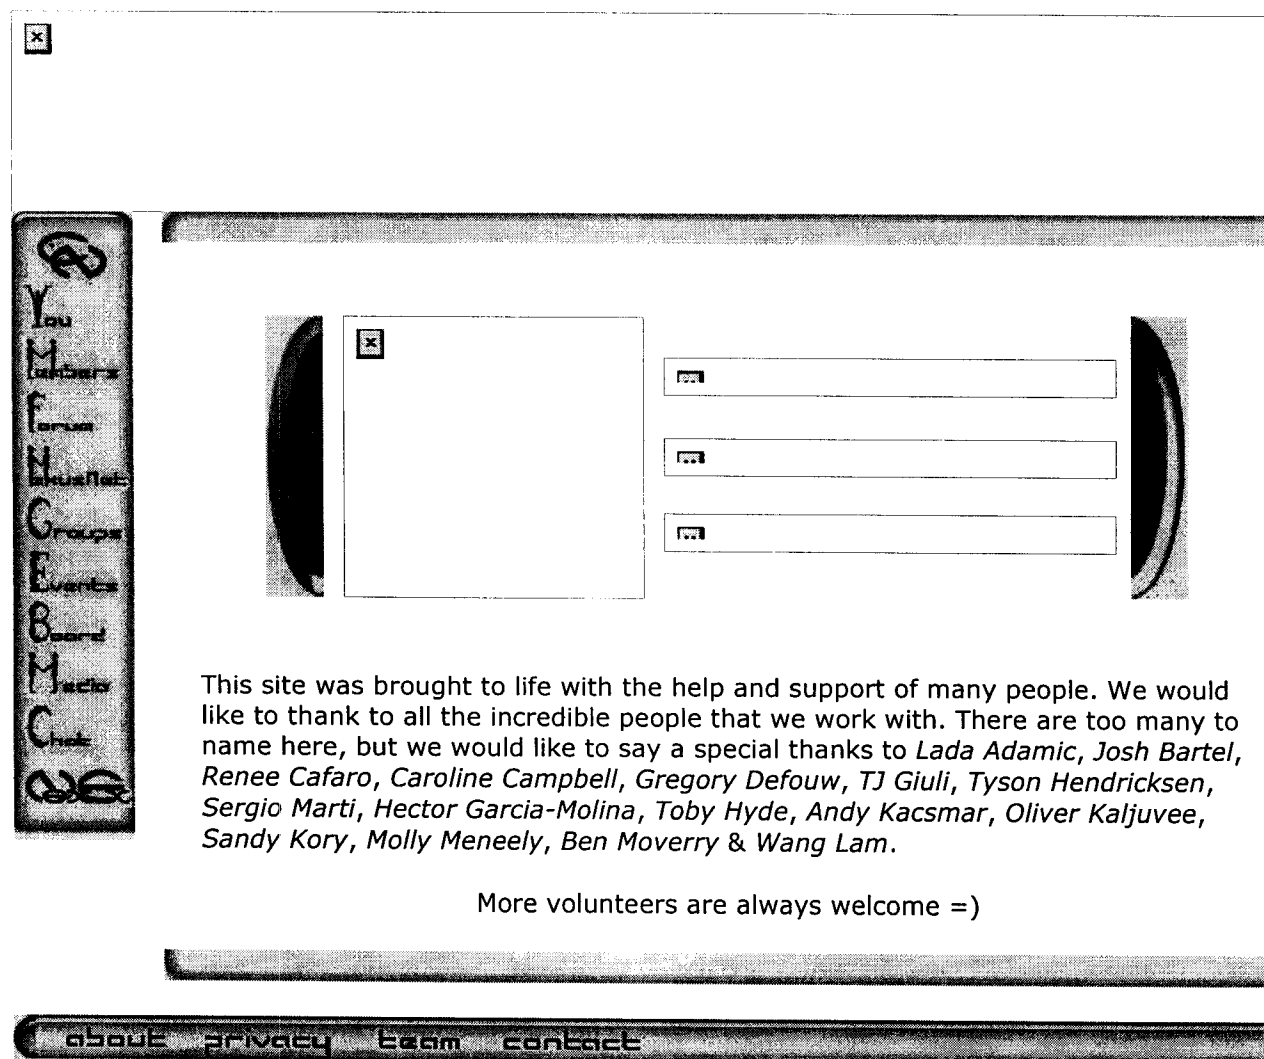 You
Members
Forum
NexusNet
Groups
Events
Board
Media
Chat
This site was brought to life with the help and support of many people. We would
like to thank to all the incredible people that we work with. There are too many to
name here, but we would like to say a special thanks to Lada Adamic, Josh Bartel,
Renee Cafaro, Caroline Campbell, Gregory Defouw, TJ Giuli, Tyson Hendricksen,
Sergio Marti, Hector Garcia-Molina, Toby Hyde, Andy Kacsmar, Oliver Kaljuvee,
Sandy Kory, Molly Meneely, Ben Moverry & Wang Lam.
More volunteers are always welcome =)
about privacy team contact